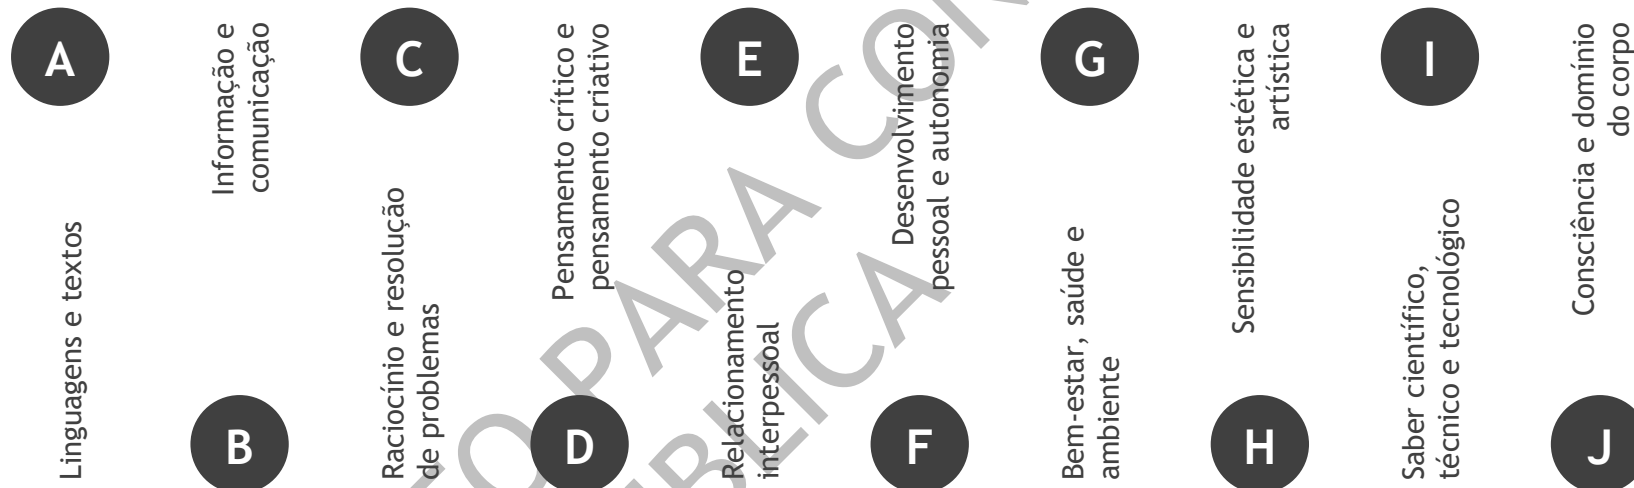 A
Linguagens e textos
Informação e
comunicação
B
C
Raciocínio e resolução
de problemas
Pensamento crítico e
pensamento criativo
D
E
Relacionamento
interpessoal
Desenvolvimento
pessoal e autonomia
F
G
Bem-estar, saúde e
ambiente
Sensibilidade estética e
artística
H
I
Saber científico,
técnico e tecnológico
Consciência e domínio
do corpo
J
PARA